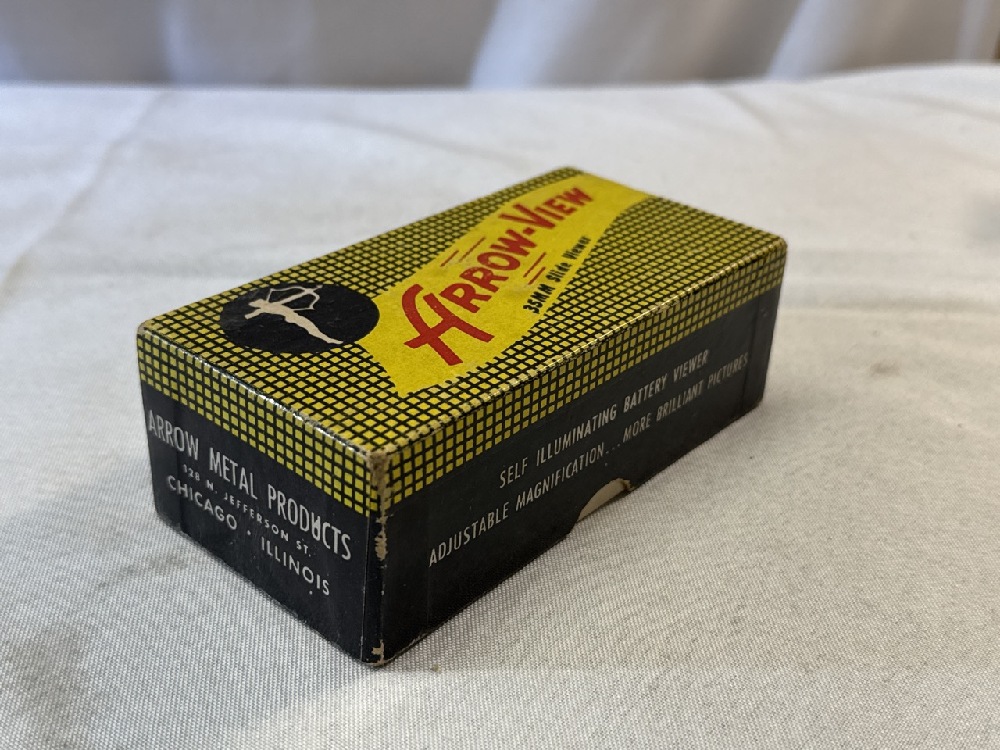 ARROW-VIEW
35MM Slide Viewer
SELF ILLUMINATING BATTERY VIEWER
ADJUSTABLE MAGNIFICATION...MORE BRILLIANT PICTURES
ARROW METAL PRODUCTS
128 N. JEFFERSON ST.
CHICAGO • ILLINOIS